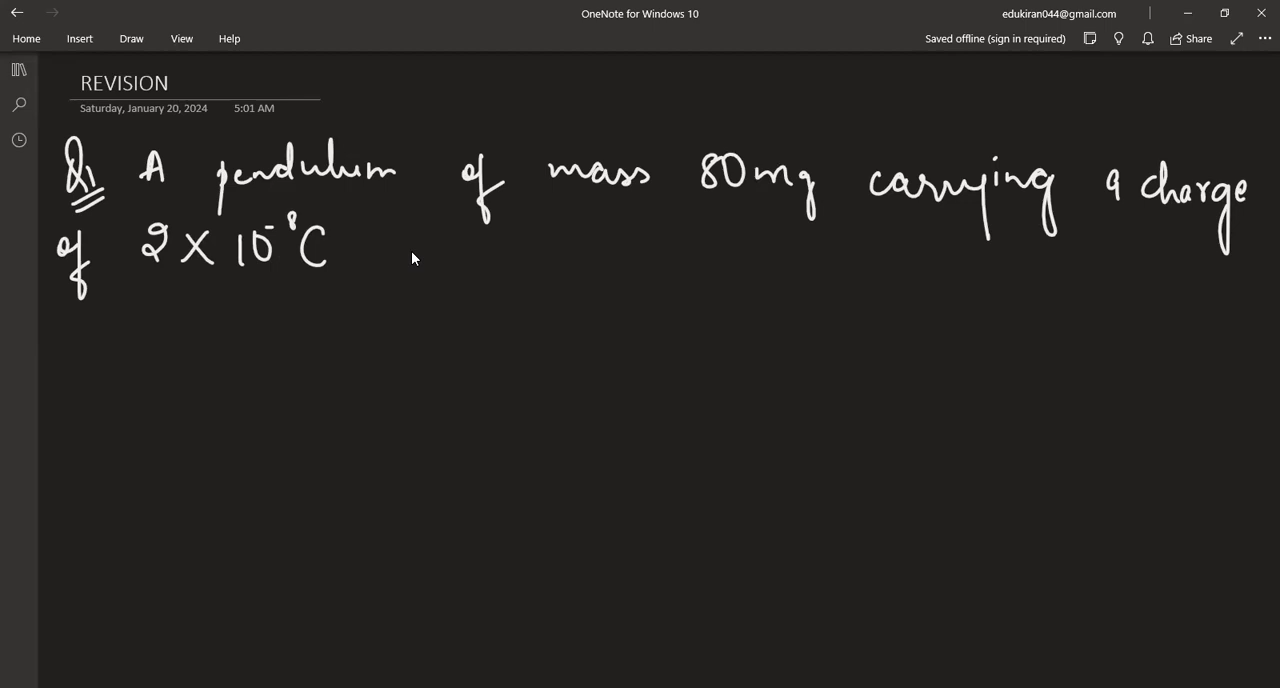 OneNote for Windows 10
edukiran044@gmail.com
Home Insert Draw View Help
Saved offline (sign in required)
Share
REVISION
Saturday, January 20, 2024 5:01 AM
Q1 A pendulum of mass 80mg carrying a charge
of 2 X 10⁻⁸C